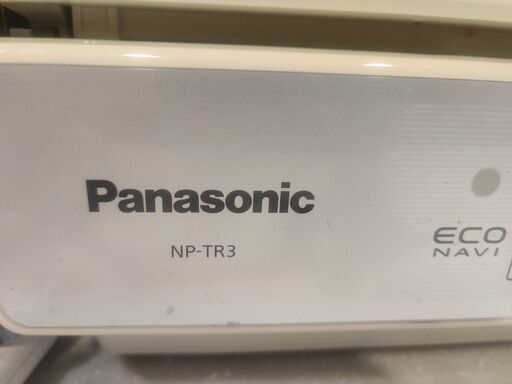 Panasonic
NP-TR3
ECO
NAVI